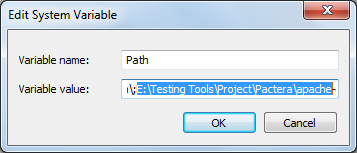 Edit System Variable
Variable name: Path
Variable value: \;E:\Testing Tools\Project\Pactera\apache-
OK Cancel